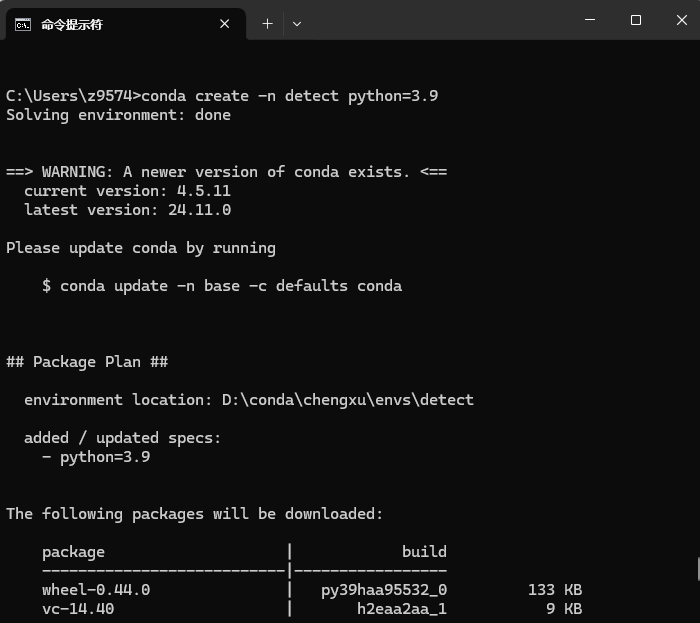 命令提示符
C:\Users\z9574>conda create -n detect python=3.9
Solving environment: done
==> WARNING: A newer version of conda exists. <==
current version: 4.5.11
latest version: 24.11.0
Please update conda by running
$ conda update -n base -c defaults conda
## Package Plan ##
environment location: D:\conda\chengxu\envs\detect
added / updated specs:
- python=3.9
The following packages will be downloaded:
package | build
---------------------------|-----------------
wheel-0.44.0 | py39haa95532_0 133 KB
vc-14.40 | h2eaa2aa_1 9 KB